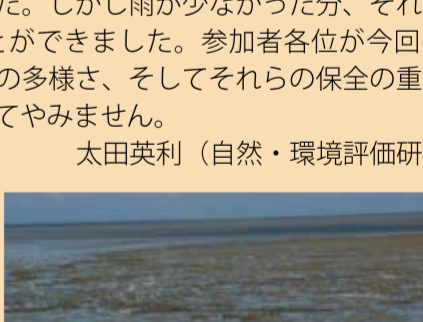 た。しかし雨が少なかった分、それ
とができました。参加者各位が今回
の多様さ、そしてそれらの保全の重
てやみません。
太田英利（自然・環境評価研